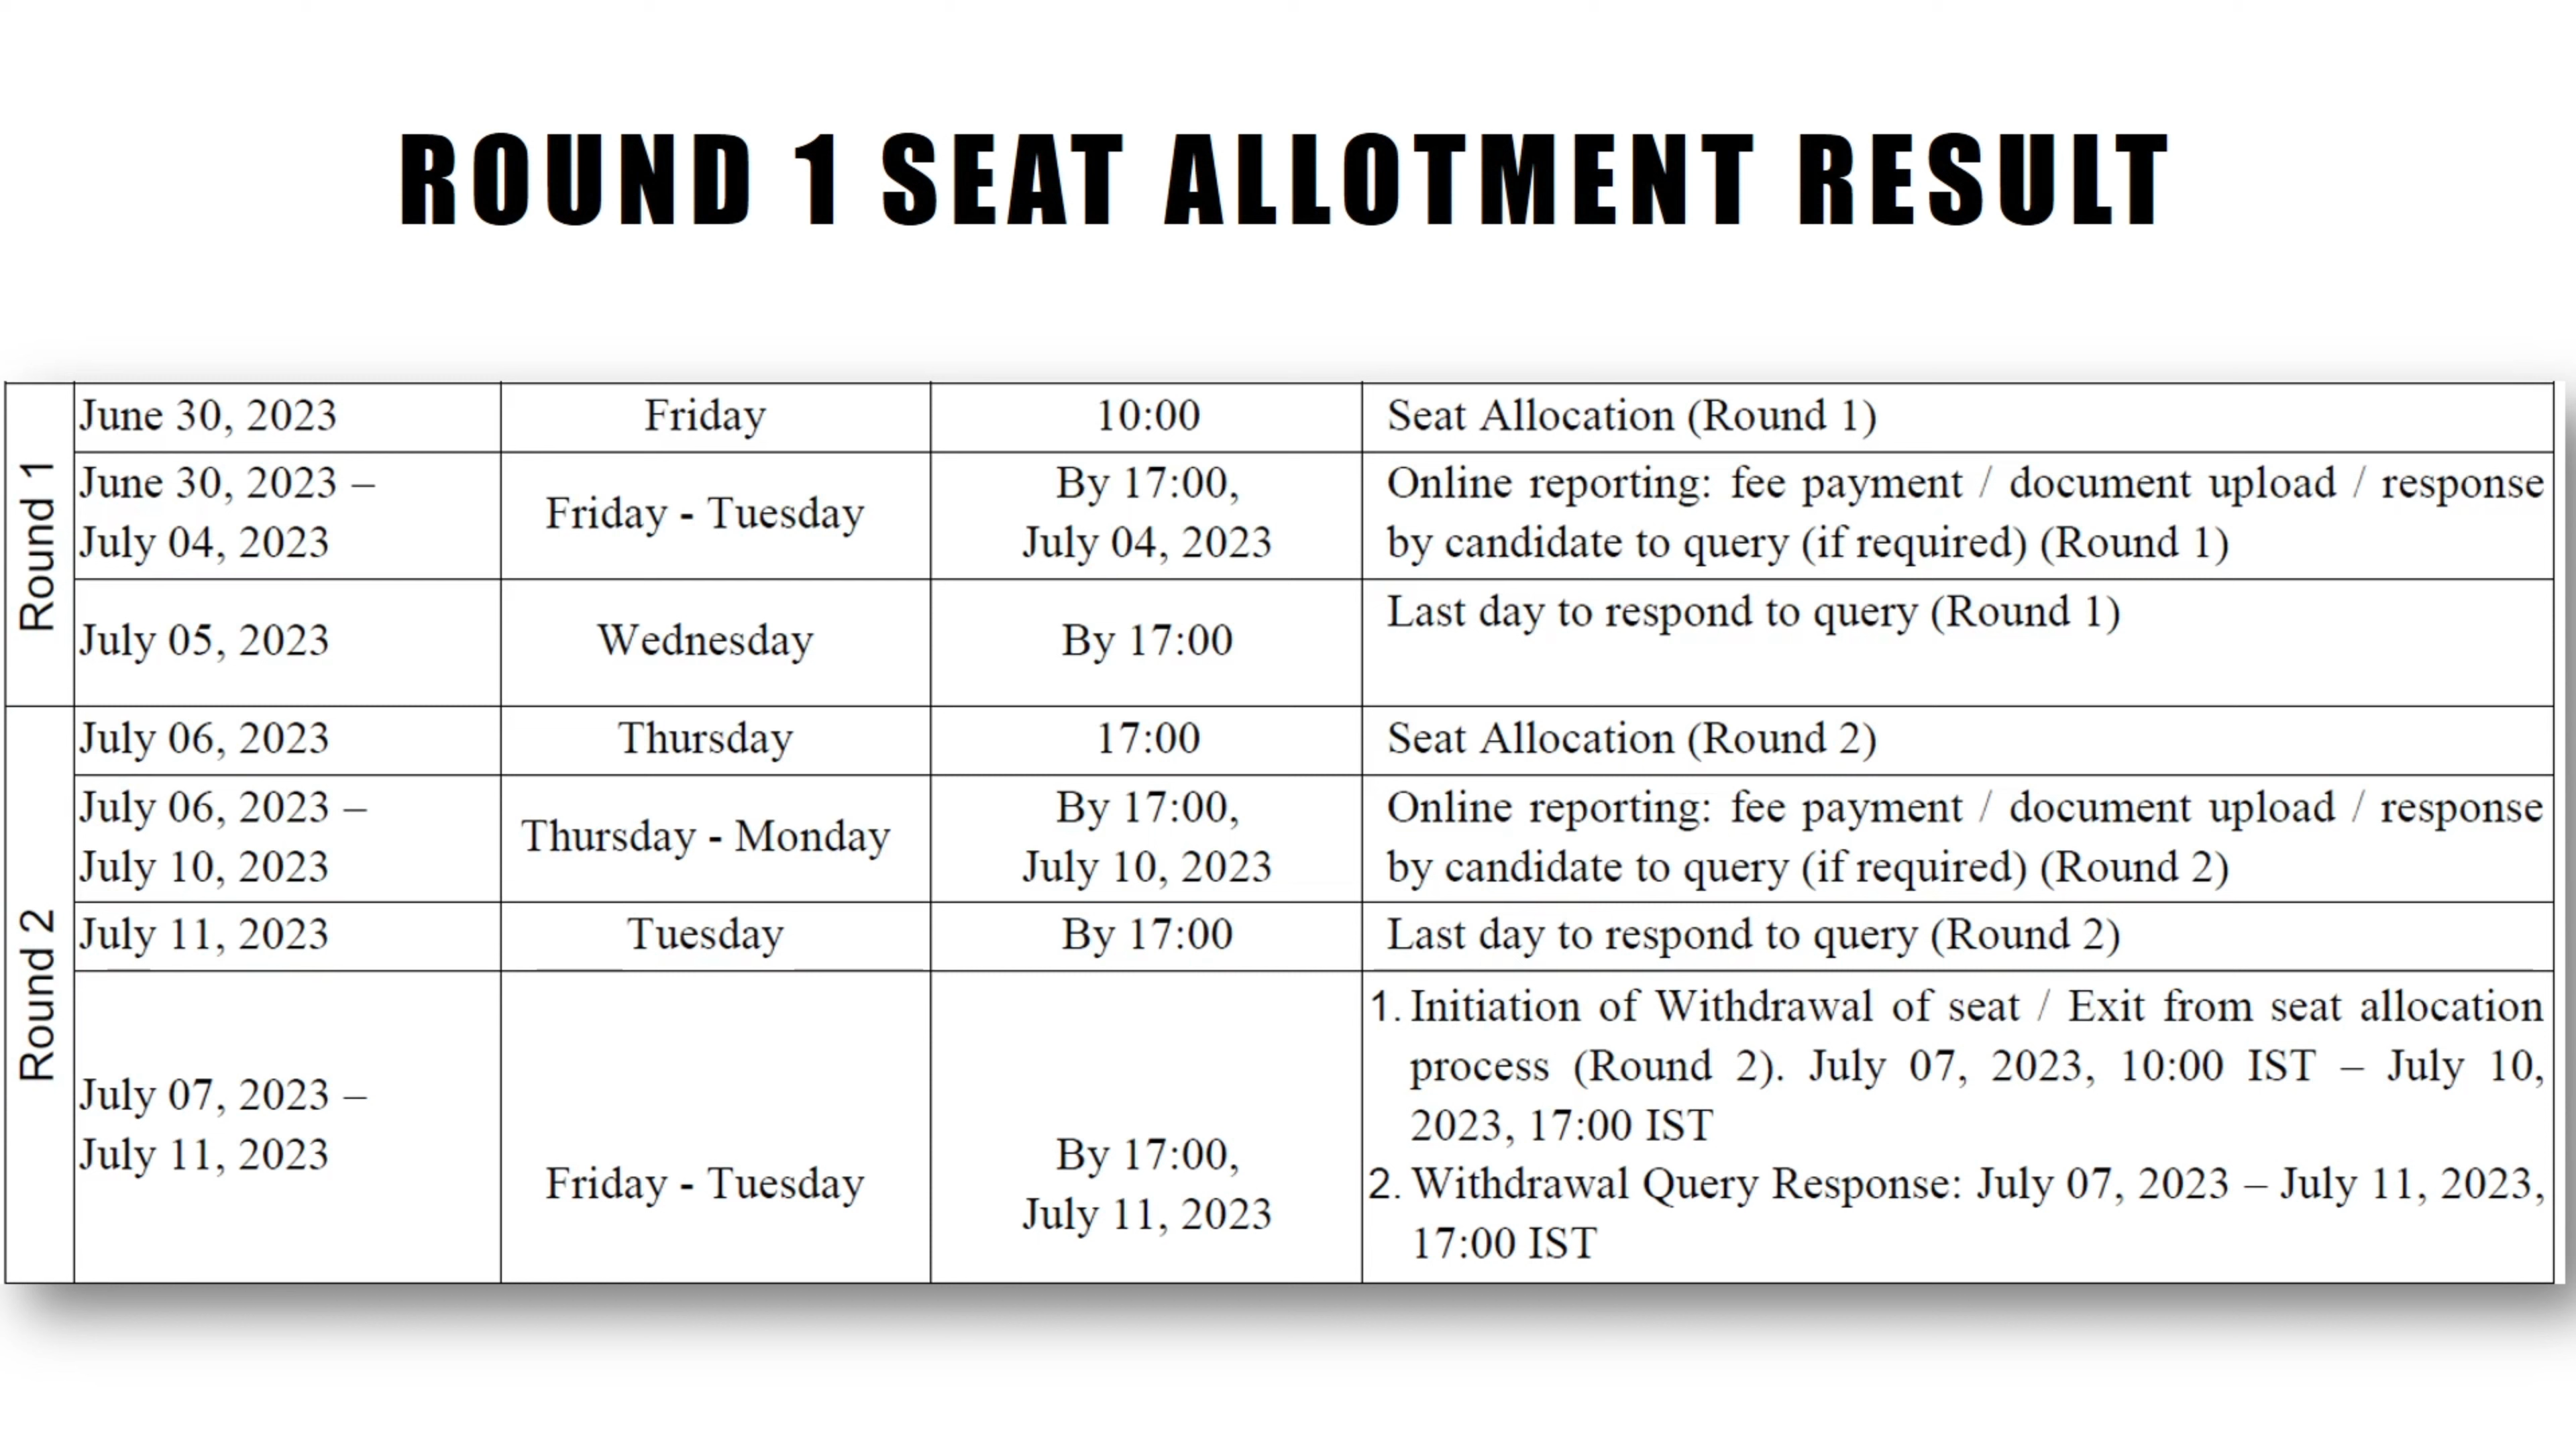 ROUND 1 SEAT ALLOTMENT RESULT
Round 1
June 30, 2023
Friday
10:00
Seat Allocation (Round 1)
June 30, 2023 –
July 04, 2023
Friday - Tuesday
By 17:00,
July 04, 2023
Online reporting: fee payment / document upload / response
by candidate to query (if required) (Round 1)
July 05, 2023
Wednesday
By 17:00
Last day to respond to query (Round 1)
Round 2
July 06, 2023
Thursday
17:00
Seat Allocation (Round 2)
July 06, 2023 –
July 10, 2023
Thursday - Monday
By 17:00,
July 10, 2023
Online reporting: fee payment / document upload / response
by candidate to query (if required) (Round 2)
July 11, 2023
Tuesday
By 17:00
Last day to respond to query (Round 2)
July 07, 2023 –
July 11, 2023
Friday - Tuesday
By 17:00,
July 11, 2023
1. Initiation of Withdrawal of seat / Exit from seat allocation
process (Round 2). July 07, 2023, 10:00 IST – July 10,
2023, 17:00 IST
2. Withdrawal Query Response: July 07, 2023 – July 11, 2023,
17:00 IST